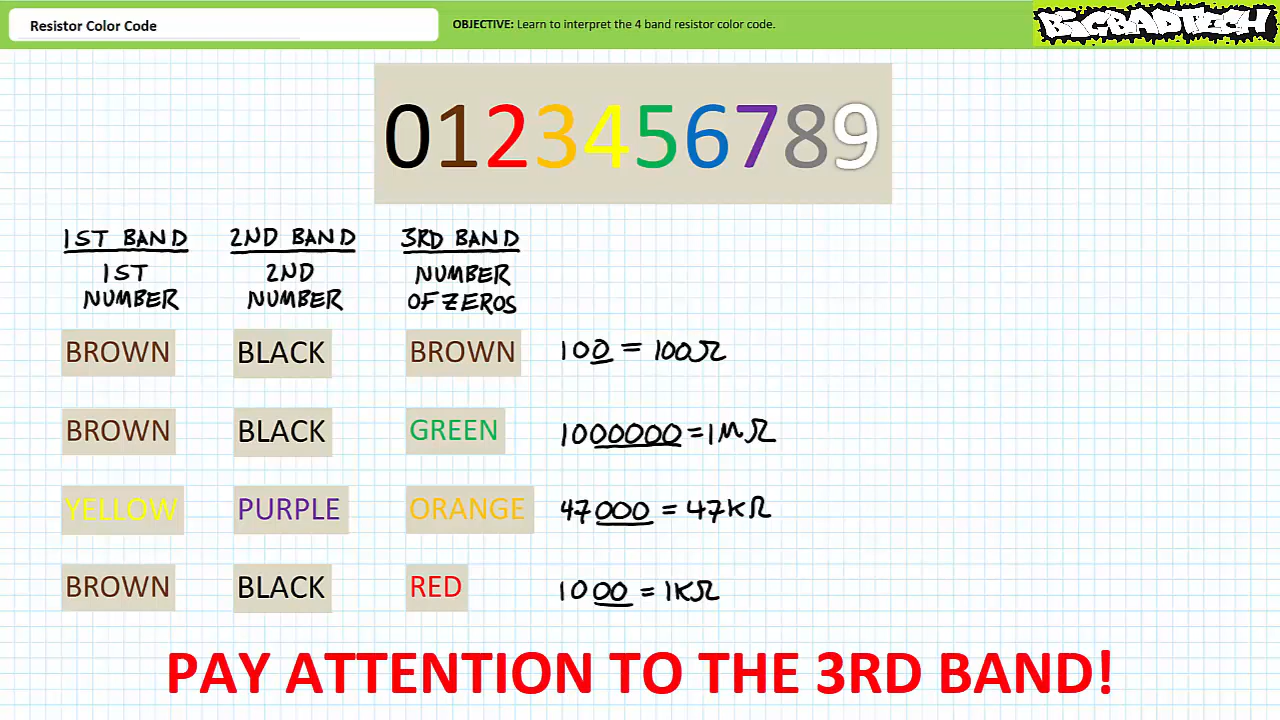 Resistor Color Code
OBJECTIVE: Learn to interpret the 4 band resistor color code.
BIGBADTECH
0123456789
1ST BAND 2ND BAND 3RD BAND
1ST 2ND NUMBER
NUMBER NUMBER OF ZEROS
BROWN BLACK BROWN 100 = 100Ω
BROWN BLACK GREEN 1000000 = 1MΩ
YELLOW PURPLE ORANGE 47000 = 47KΩ
BROWN BLACK RED 1000 = 1KΩ
PAY ATTENTION TO THE 3RD BAND!